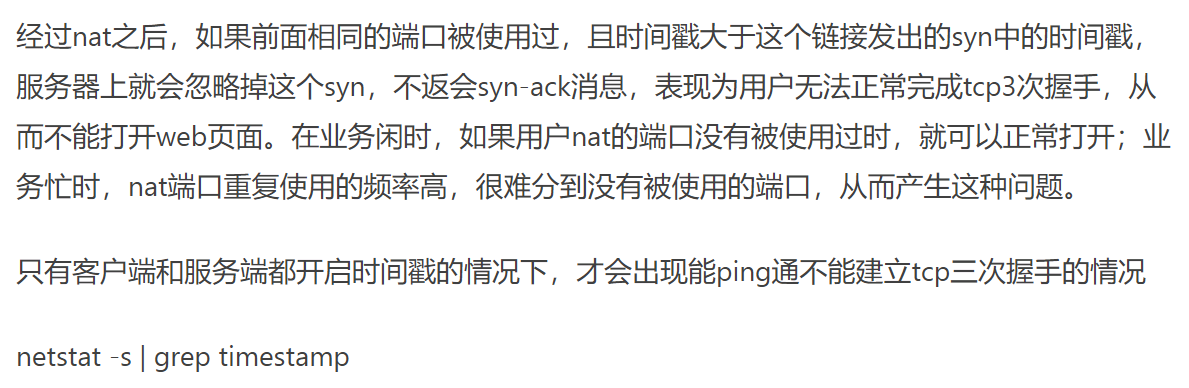 经过nat之后，如果前面相同的端口被使用过，且时间戳大于这个链接发出的syn中的时间戳，
服务器上就会忽略掉这个syn，不返会syn-ack消息，表现为用户无法正常完成tcp3次握手，从
而不能打开web页面。在业务闲时，如果用户nat的端口没有被使用过时，就可以正常打开；业
务忙时，nat端口重复使用的频率高，很难分到没有被使用的端口，从而产生这种问题。
只有客户端和服务端都开启时间戳的情况下，才会出现能ping通不能建立tcp三次握手的情况
netstat -s | grep timestamp